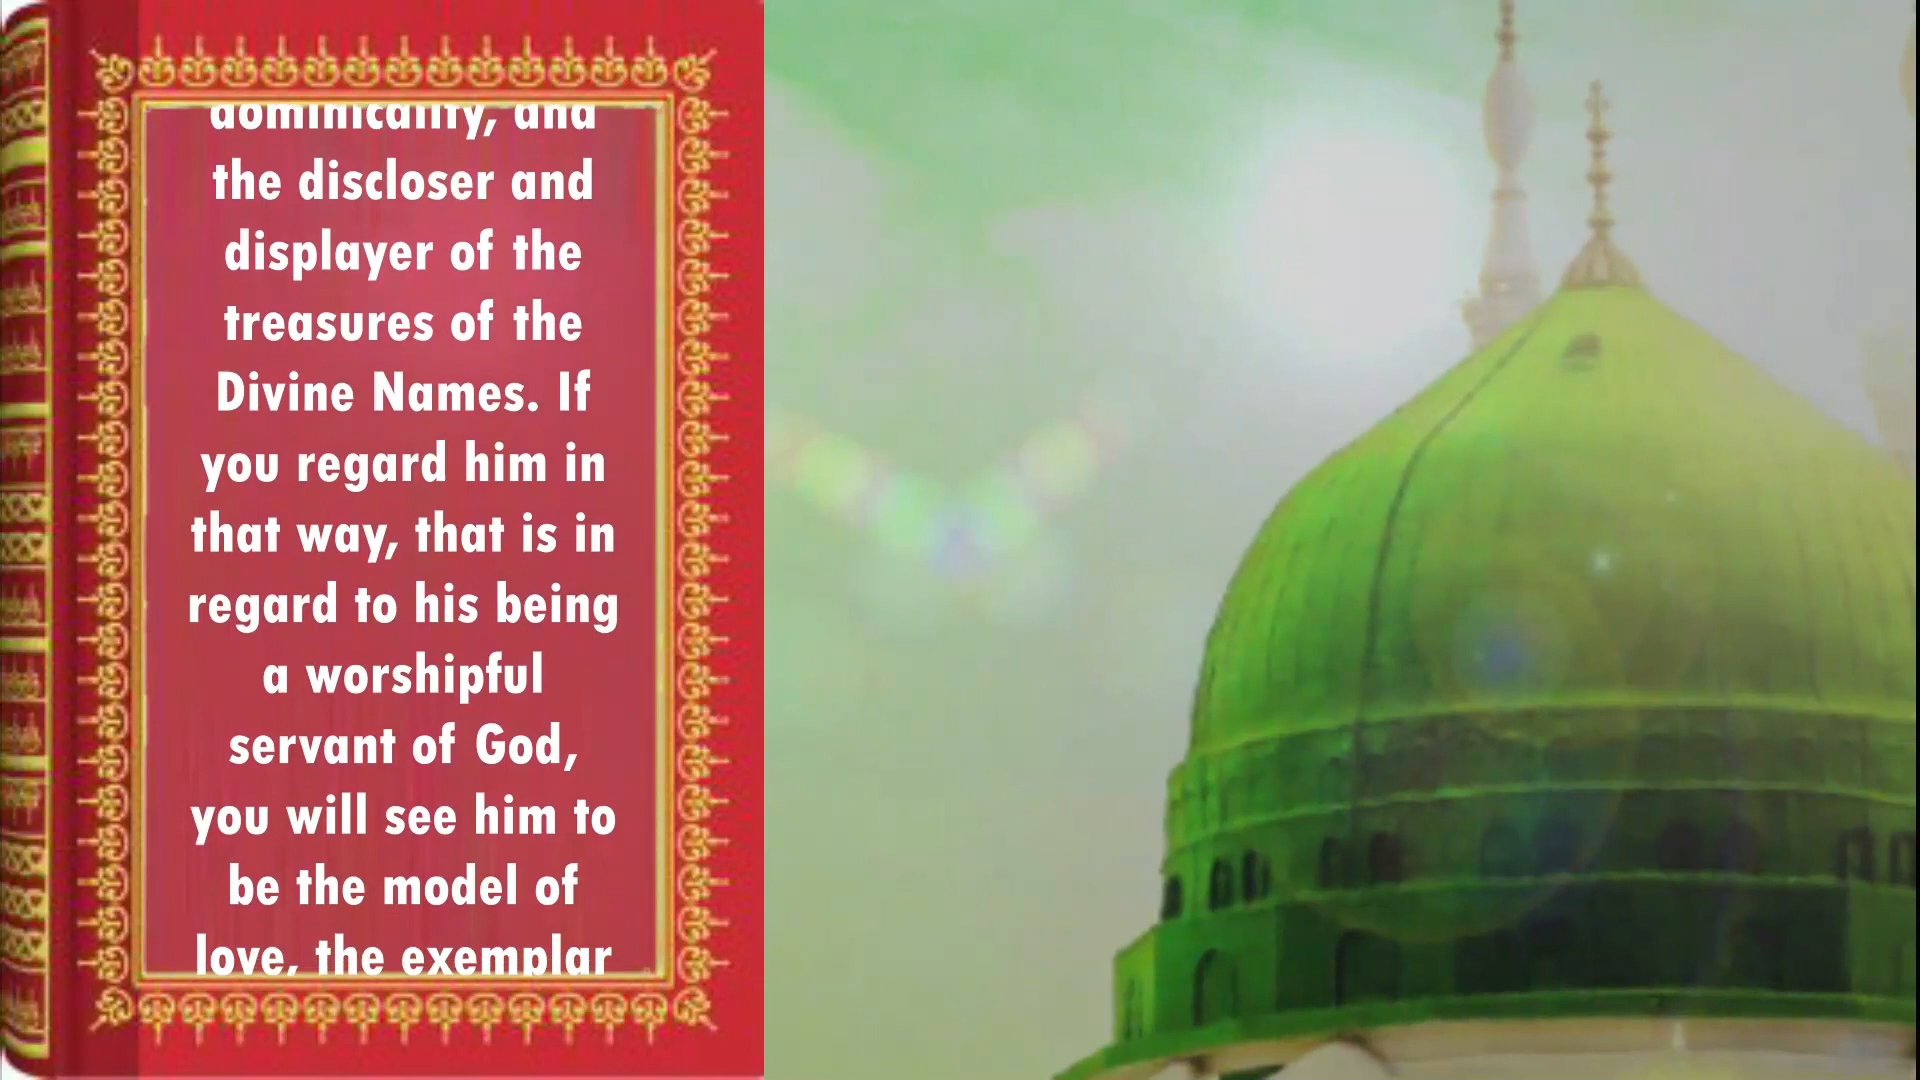 dominicality, and
the discloser and
displayer of the
treasures of the
Divine Names. If
you regard him in
that way, that is in
regard to his being
a worshipful
servant of God,
you will see him to
be the model of
love, the exemplar